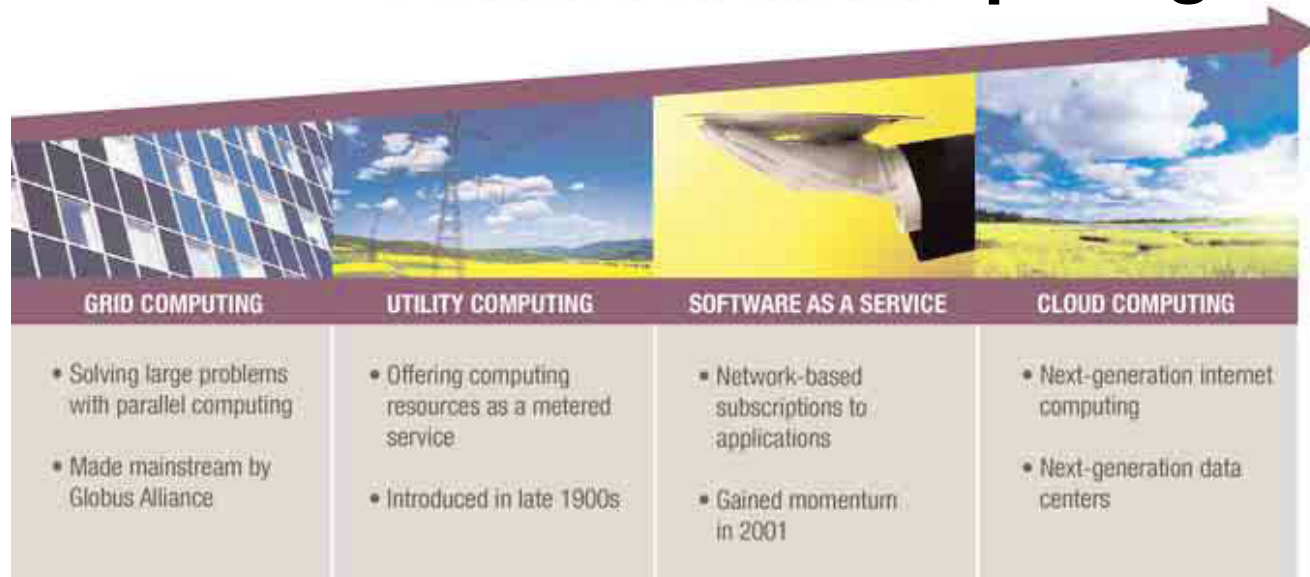 GRID COMPUTING
• Solving large problems
with parallel computing
• Made mainstream by
Globus Alliance
UTILITY COMPUTING
• Offering computing
resources as a metered
service
• Introduced in late 1900s
SOFTWARE AS A SERVICE
• Network-based
subscriptions to
applications
• Gained momentum
in 2001
CLOUD COMPUTING
• Next-generation internet
computing
• Next-generation data
centers